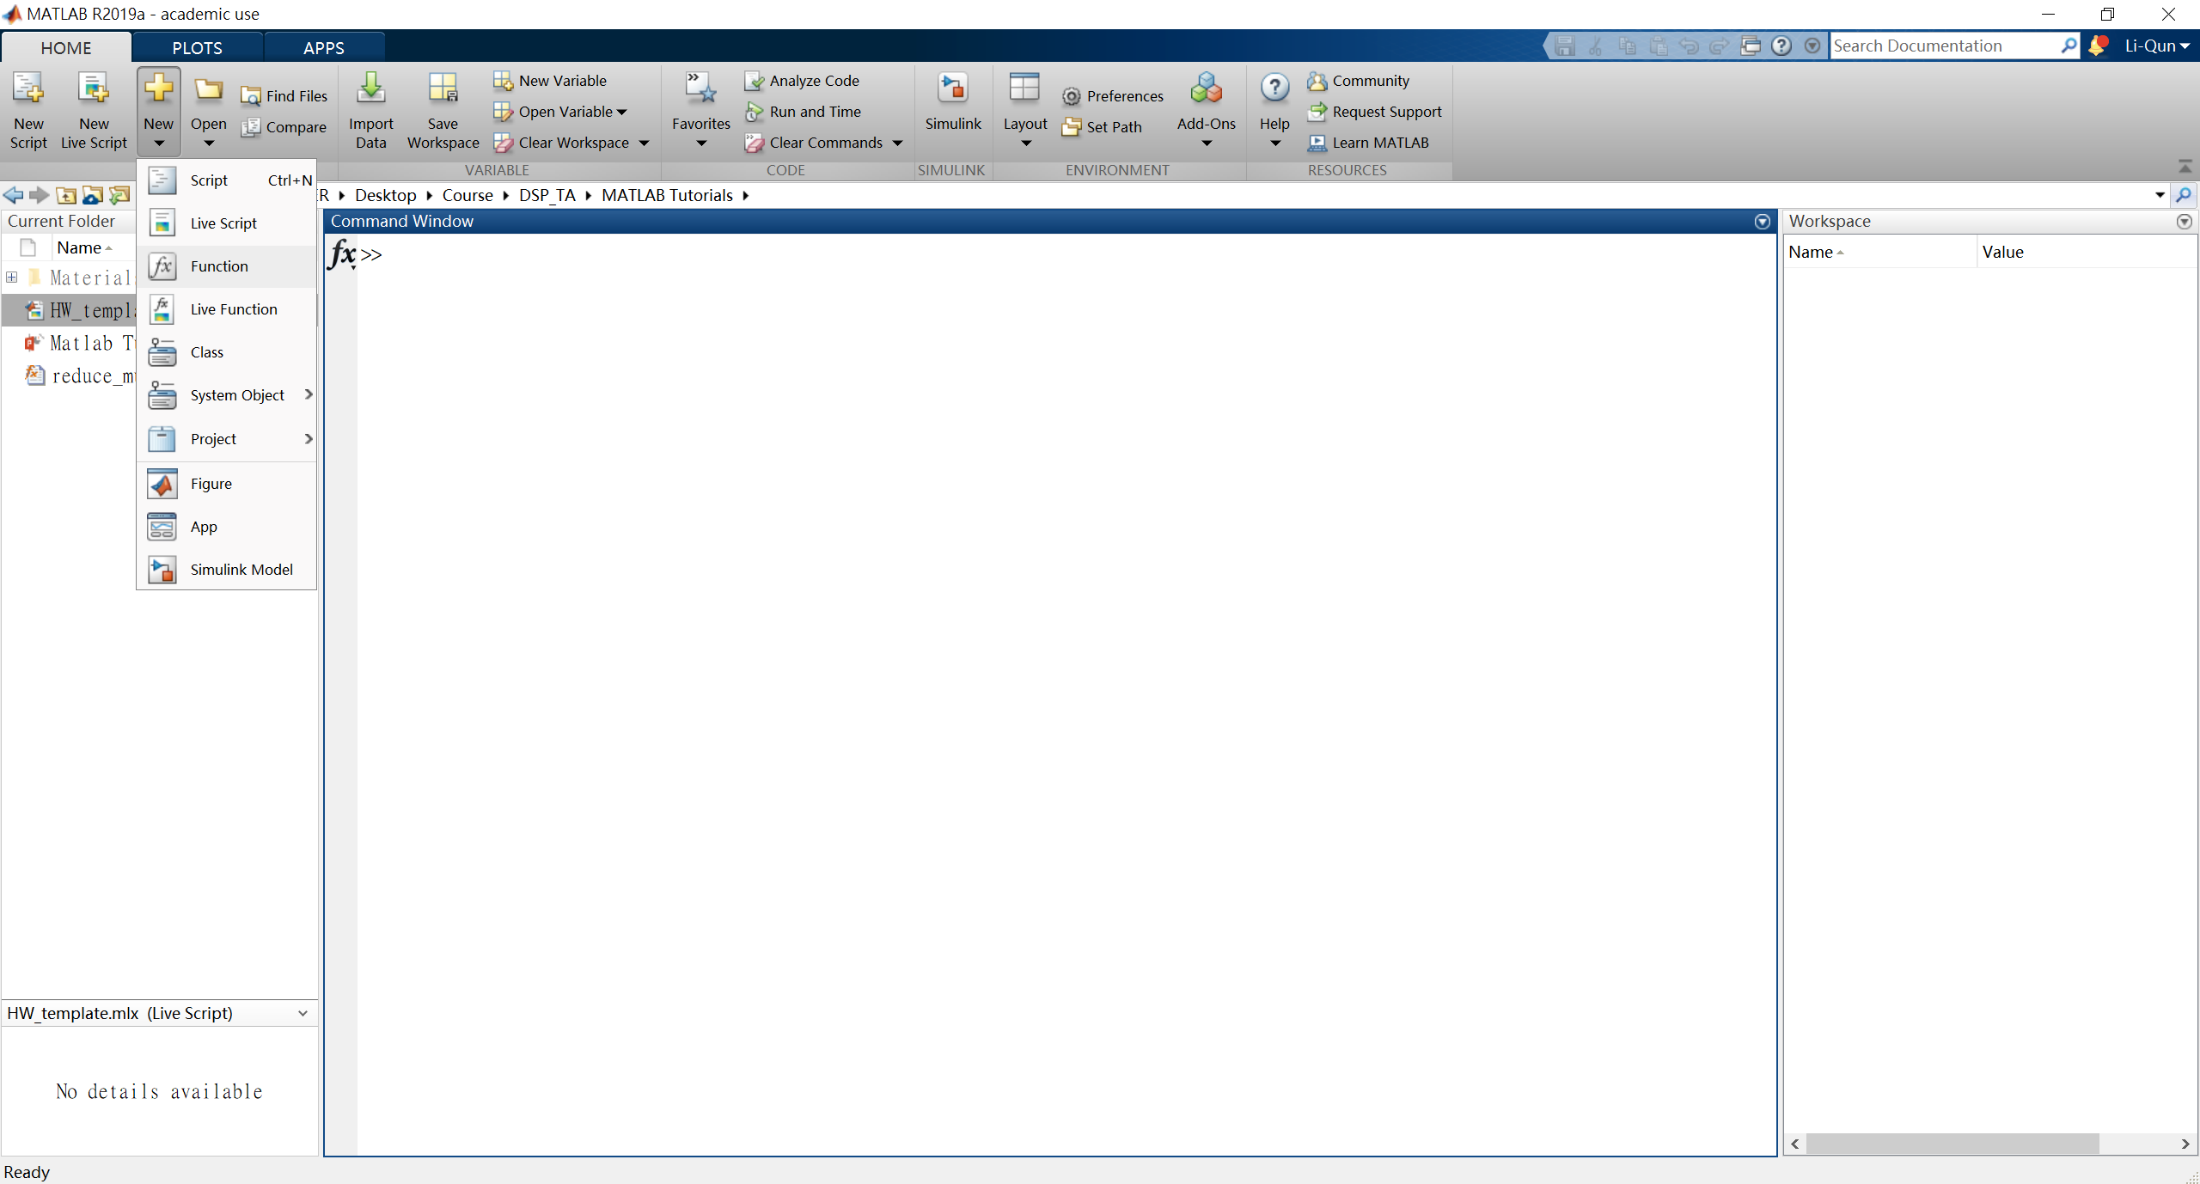 MATLAB R2019a - academic use
HOME PLOTS APPS
Search Documentation
Li-Qun
New Script
New Live Script
New
Open
Find Files
Compare
Import Data
Save Workspace
New Variable
Open Variable
Clear Workspace
VARIABLE
Favorites
Analyze Code
Run and Time
Clear Commands
CODE
Simulink
SIMULINK
Layout
Preferences
Set Path
Add-Ons
ENVIRONMENT
Help
Community
Request Support
Learn MATLAB
RESOURCES
R Desktop Course DSP_TA MATLAB Tutorials
Script Ctrl+N
Live Script
Function
Live Function
Class
System Object
Project
Figure
App
Simulink Model
Current Folder
Name
Material
HW_templ
Matlab T
reduce_m
HW_template.mlx (Live Script)
No details available
Command Window
fx >>
Workspace
Name Value
Ready